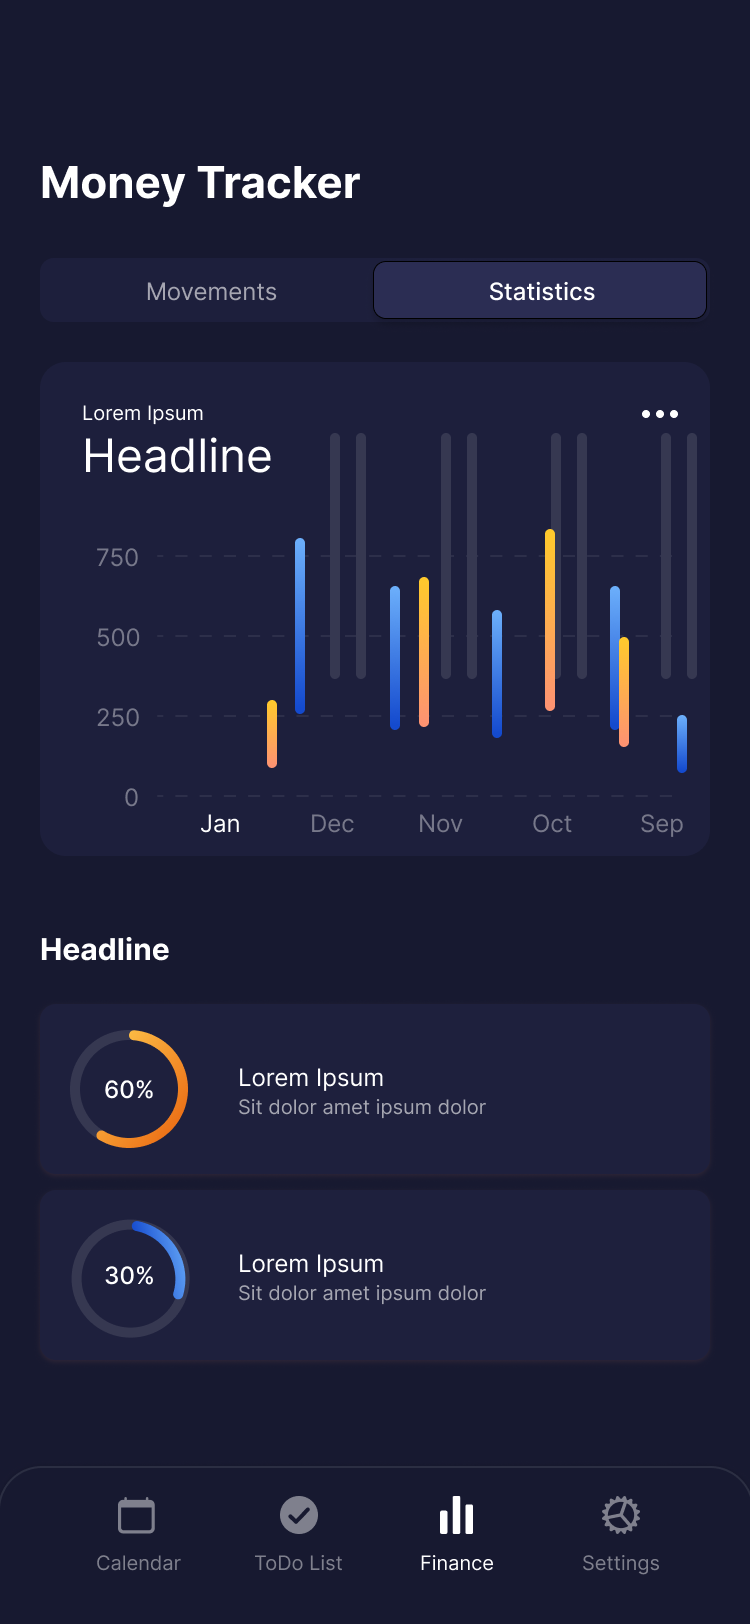 Money Tracker
Movements
Statistics
Lorem Ipsum
Headline
750
500
250
0
Jan
Dec
Nov
Oct
Sep
Headline
60%
Lorem Ipsum
Sit dolor amet ipsum dolor
30%
Lorem Ipsum
Sit dolor amet ipsum dolor
Calendar
ToDo List
Finance
Settings